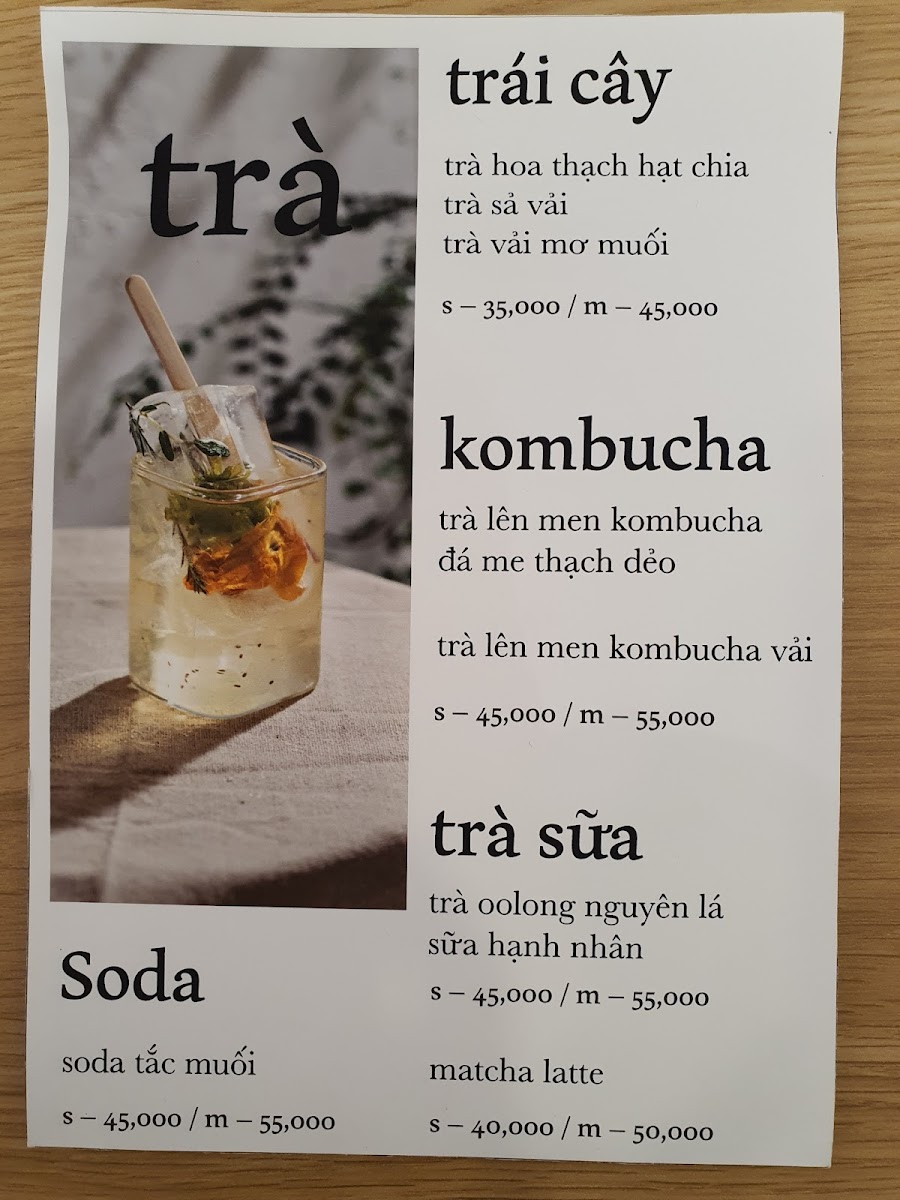 trà
trái cây
trà hoa thạch hạt chia
trà sả vải
trà vải mơ muối
s – 35,000 / m – 45,000
kombucha
trà lên men kombucha
đá me thạch dẻo
trà lên men kombucha vải
s – 45,000 / m – 55,000
trà sữa
trà oolong nguyên lá
sữa hạnh nhân
s – 45,000 / m – 55,000
matcha latte
s – 40,000 / m – 50,000
Soda
soda tắc muối
s – 45,000 / m – 55,000